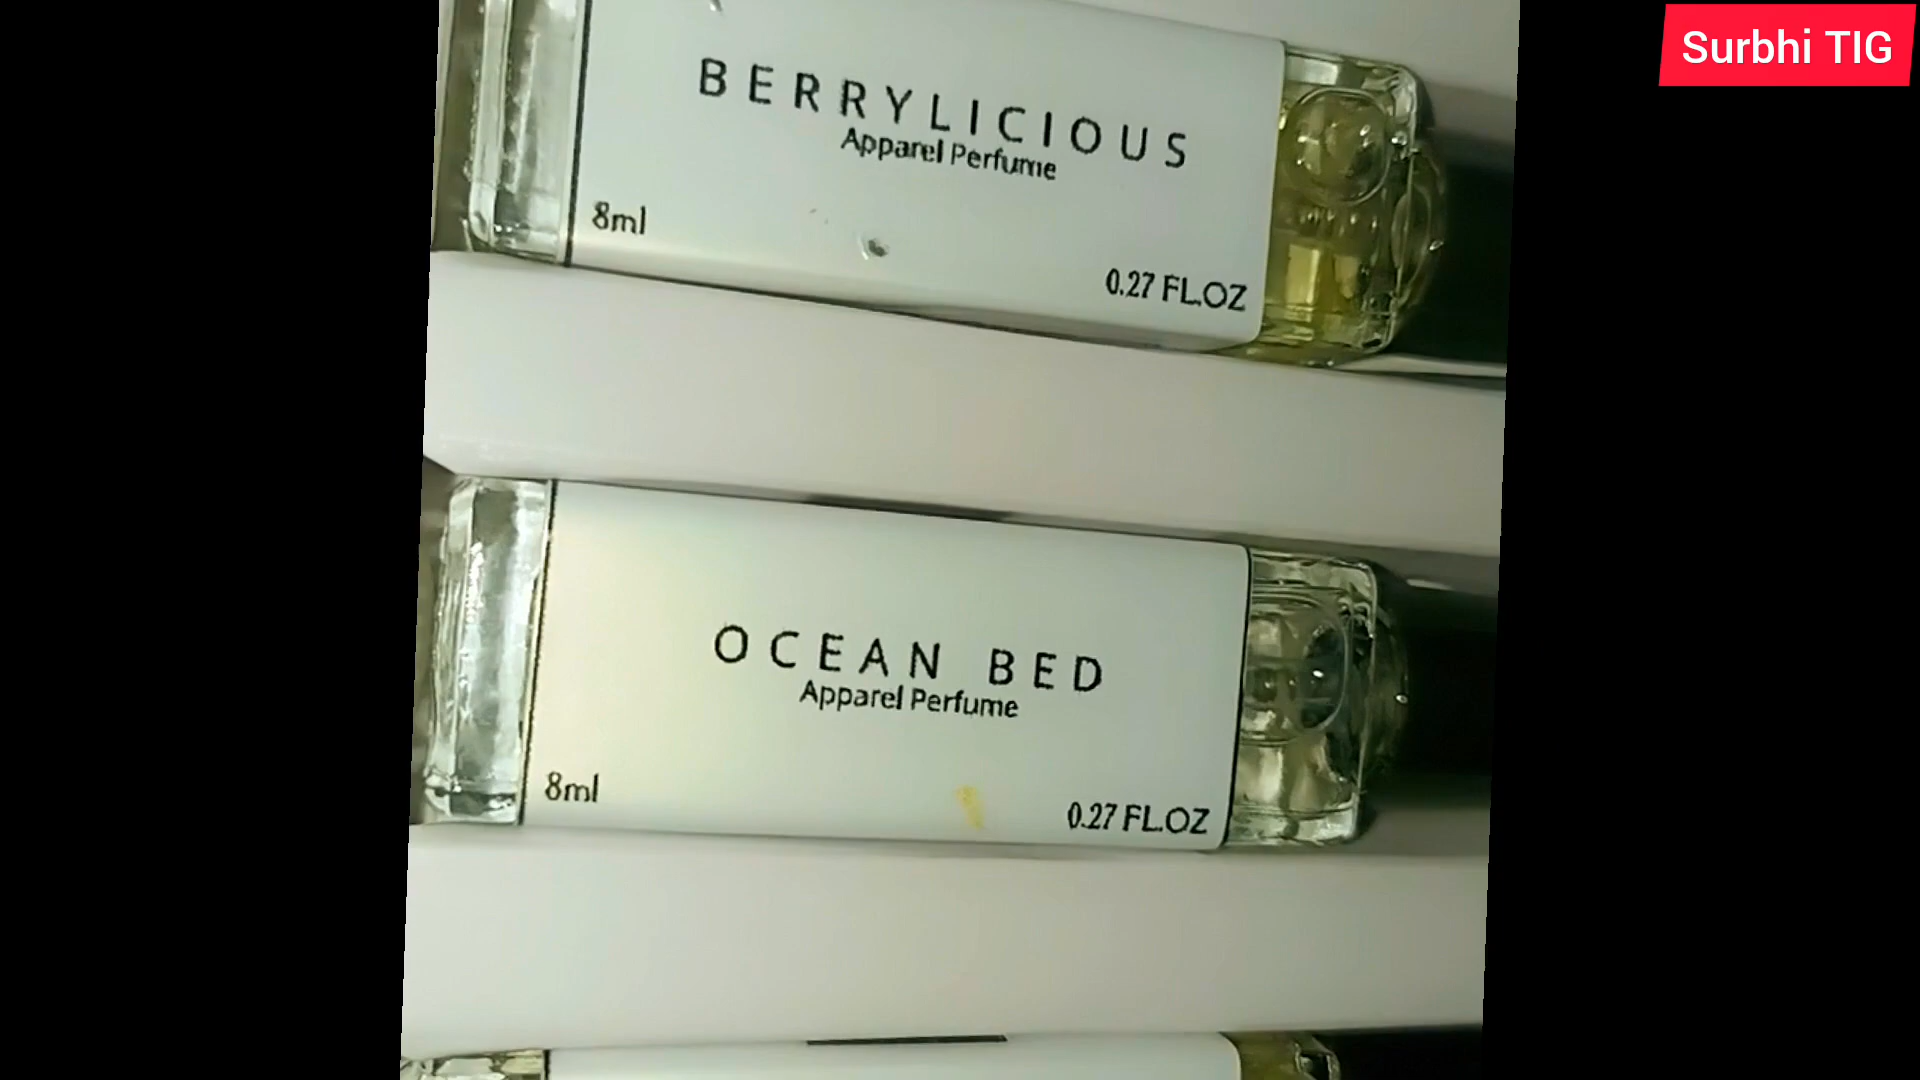 Surbhi TIG
BERRYLICIOUS
Apparel Perfume
8ml
0.27 FL.OZ
OCEAN BED
Apparel Perfume
8ml
0.27 FL.OZ